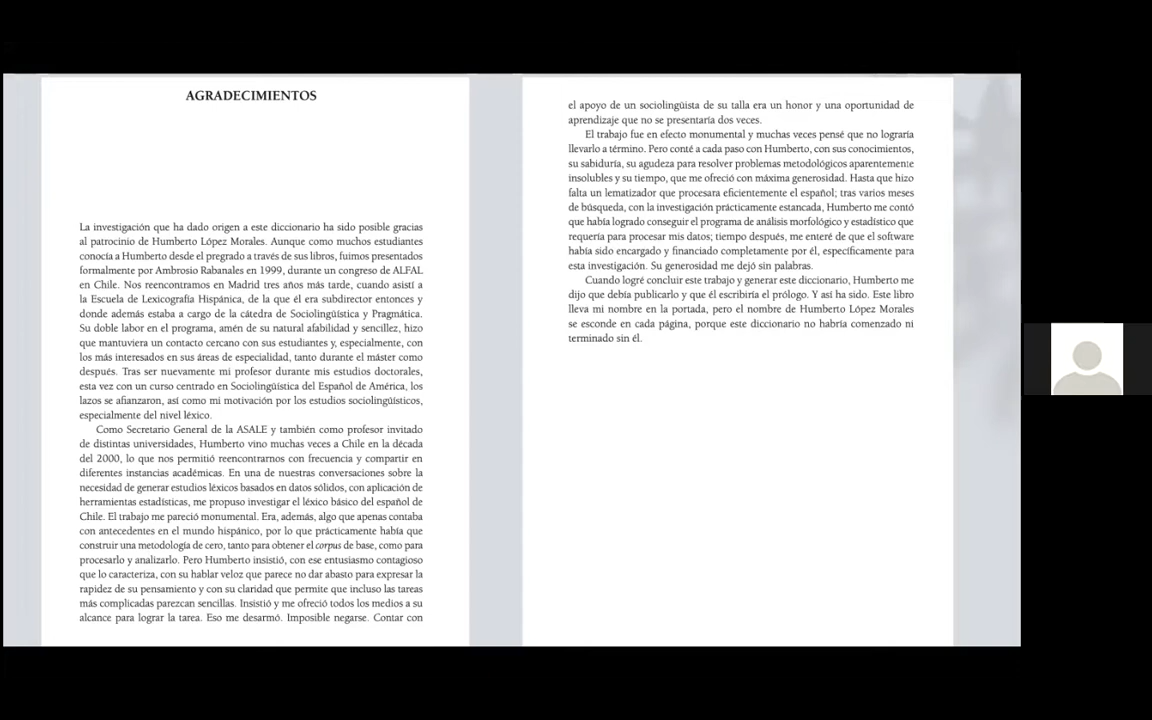 AGRADECIMIENTOS
La investigación que ha dado origen a este diccionario ha sido posible gracias
al patrocinio de Humberto López Morales. Aunque como muchos estudiantes
conocía a Humberto desde el pregrado a través de sus libros, fuimos presentados
formalmente por Ambrosio Rabanales en 1999, durante un congreso de ALFAL
en Chile. Nos reencontramos en Madrid tres años más tarde, cuando asistí a
la Escuela de Lexicografía Hispánica, de la que él era subdirector entonces y
donde además estaba a cargo de la cátedra de Sociolingüística y Pragmática.
Su doble labor en el programa, amén de su natural afabilidad y sencillez, hizo
que mantuviera un contacto cercano con sus estudiantes y, especialmente, con
los más interesados en sus áreas de especialidad, tanto durante el máster como
después. Tras ser nuevamente mi profesor durante mis estudios doctorales,
esta vez con un curso centrado en Sociolingüística del Español de América, los
lazos se afianzaron, así como mi motivación por los estudios sociolingüísticos,
especialmente del nivel léxico.
Como Secretario General de la ASALE y también como profesor invitado
de distintas universidades, Humberto vino muchas veces a Chile en la década
del 2000, lo que nos permitió reencontrarnos con frecuencia y compartir en
diferentes instancias académicas. En una de nuestras conversaciones sobre la
necesidad de generar estudios léxicos basados en datos sólidos, con aplicación de
herramientas estadísticas, me propuso investigar el léxico básico del español de
Chile. El trabajo me pareció monumental. Era, además, algo que apenas contaba
con antecedentes en el mundo hispánico, por lo que prácticamente había que
construir una metodología de cero, tanto para obtener el corpus de base, como para
procesarlo y analizarlo. Pero Humberto insistió, con ese entusiasmo contagioso
que lo caracteriza, con su hablar veloz que parece no dar abasto para expresar la
rapidez de su pensamiento y con su claridad que permite que incluso las tareas
más complicadas parezcan sencillas. Insistió y me ofreció todos los medios a su
alcance para lograr la tarea. Eso me desarmó. Imposible negarse. Contar con
el apoyo de un sociolingüista de su talla era un honor y una oportunidad de
aprendizaje que no se presentaría dos veces.
El trabajo fue en efecto monumental y muchas veces pensé que no lograría
llevarlo a término. Pero conté a cada paso con Humberto, con sus conocimientos,
su sabiduría, su agudeza para resolver problemas metodológicos aparentemente
insolubles y su tiempo, que me ofreció con máxima generosidad. Hasta que hizo
falta un lematizador que procesara eficientemente el español; tras varios meses
de búsqueda, con la investigación prácticamente estancada, Humberto me contó
que había logrado conseguir el programa de análisis morfológico y estadístico que
requería para procesar mis datos; tiempo después, me enteré de que el software
había sido encargado y financiado completamente por él, específicamente para
esta investigación. Su generosidad me dejó sin palabras.
Cuando logré concluir este trabajo y generar este diccionario, Humberto me
dijo que debía publicarlo y que él escribiría el prólogo. Y así ha sido. Este libro
lleva mi nombre en la portada, pero el nombre de Humberto López Morales
se esconde en cada página, porque este diccionario no habría comenzado ni
terminado sin él.